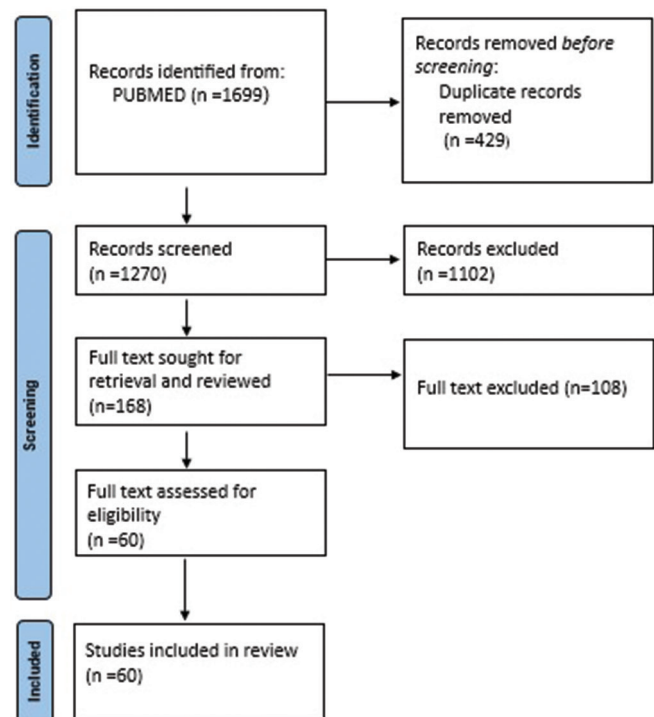 Identification
Records identified from:
PUBMED (n =1699)
Records removed before
screening:
Duplicate records
removed
(n =429)
Screening
Records screened
(n =1270)
Records excluded
(n =1102)
Full text sought for
retrieval and reviewed
(n=168)
Full text excluded (n=108)
Full text assessed for
eligibility
(n =60)
Included
Studies included in review
(n =60)